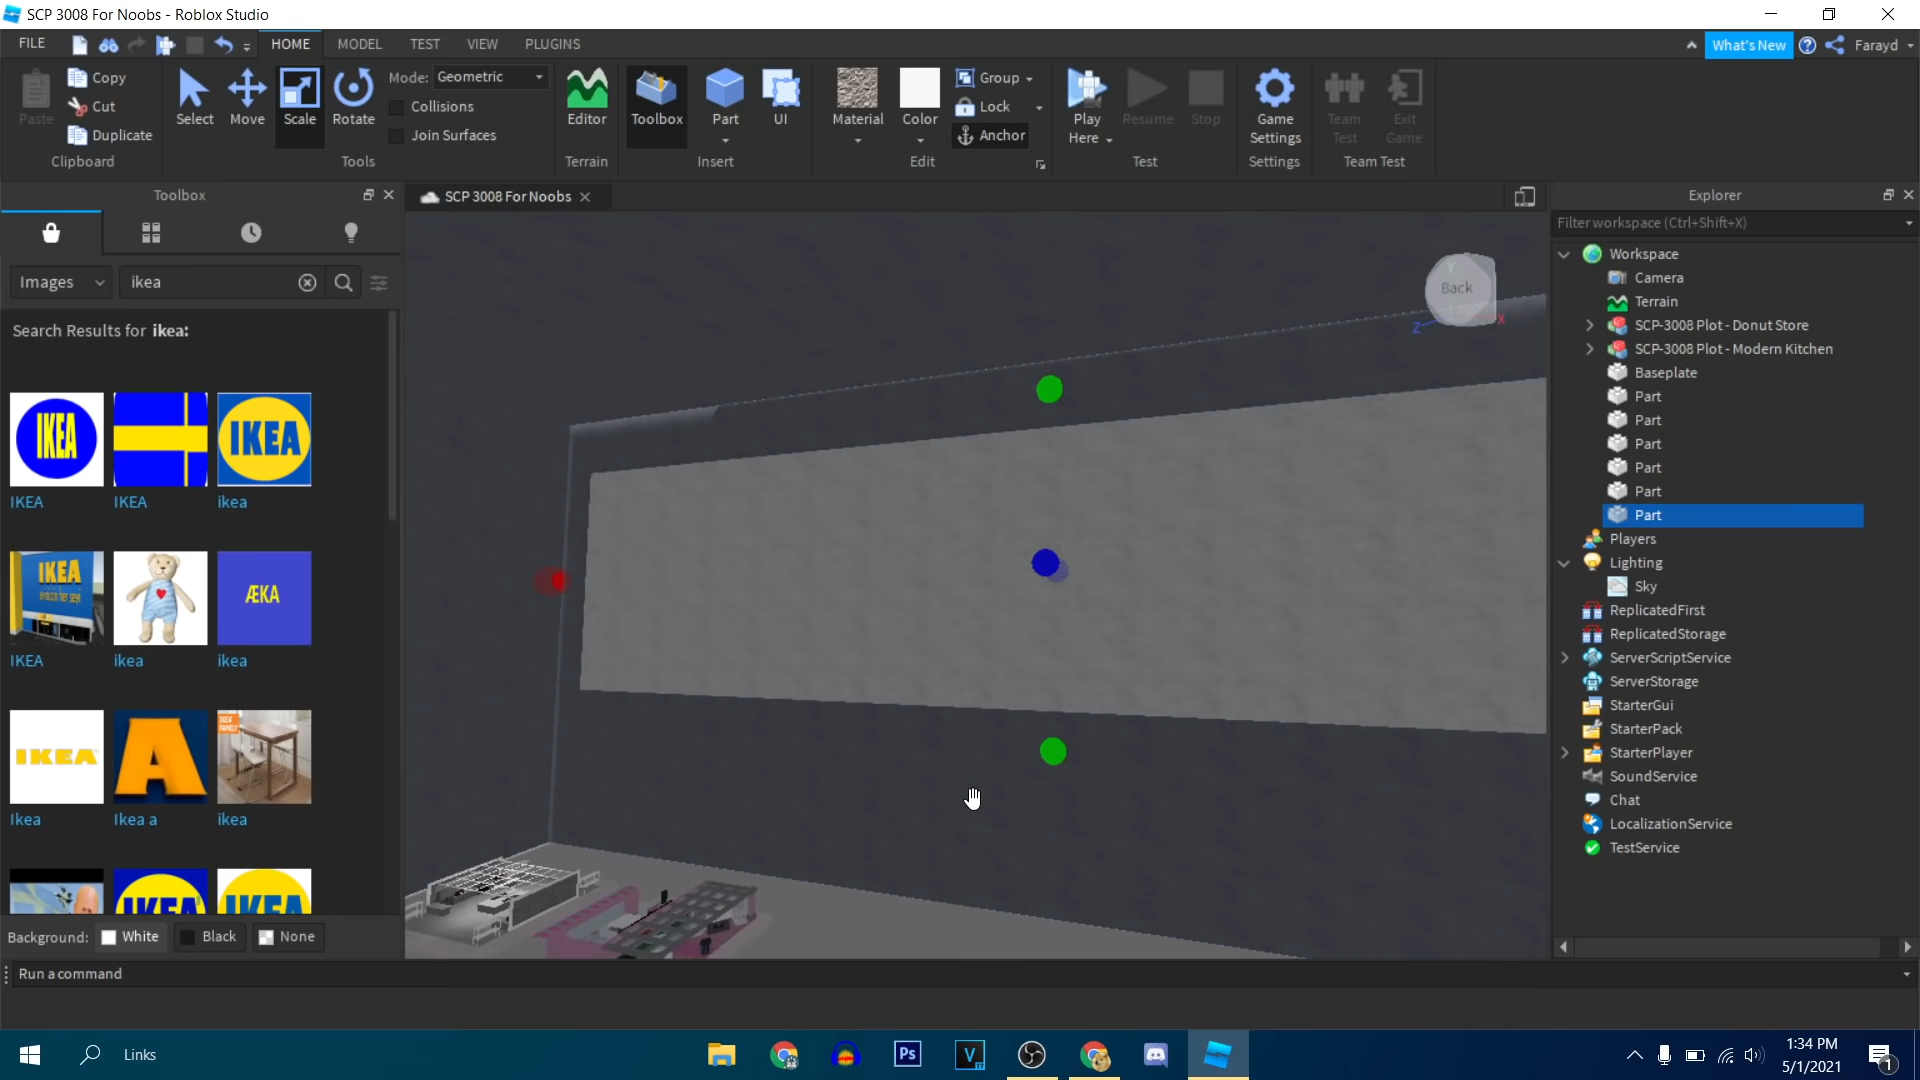 SCP 3008 For Noobs - Roblox Studio
FILE
HOME
MODEL
TEST
VIEW
PLUGINS
What's New
Farayd
Paste
Copy
Cut
Duplicate
Clipboard
Select
Move
Scale
Rotate
Mode:
Geometric
Collisions
Join Surfaces
Tools
Editor
Terrain
Toolbox
Part
UI
Insert
Material
Color
Group
Lock
Anchor
Edit
Play
Here
Resume
Stop
Test
Game
Settings
Settings
Team
Test
Exit
Game
Team Test
Toolbox
Images
ikea
Search Results for ikea:
IKEA
IKEA
IKEA
IKEA
ikea
IKEA
ÆKA
IKEA
ikea
ikea
IKEA
A
IKEA
FAMILY
Ikea
Ikea a
ikea
IKEA
IKEA
Background:
White
Black
None
SCP 3008 For Noobs
Back
Y
Z
X
Explorer
Filter workspace (Ctrl+Shift+X)
Workspace
Camera
Terrain
SCP-3008 Plot - Donut Store
SCP-3008 Plot - Modern Kitchen
Baseplate
Part
Part
Part
Part
Part
Part
Players
Lighting
Sky
ReplicatedFirst
ReplicatedStorage
ServerScriptService
ServerStorage
StarterGui
StarterPack
StarterPlayer
SoundService
Chat
LocalizationService
TestService
Run a command
Links
Ps
V
1:34 PM
5/1/2021
1